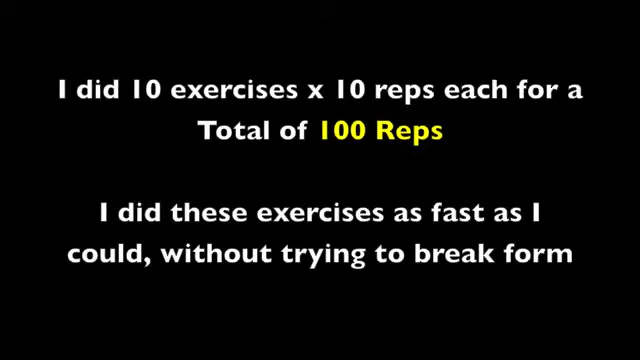 I did 10 exercises x 10 reps each for a
Total of 100 Reps
I did these exercises as fast as I
could, without trying to break form